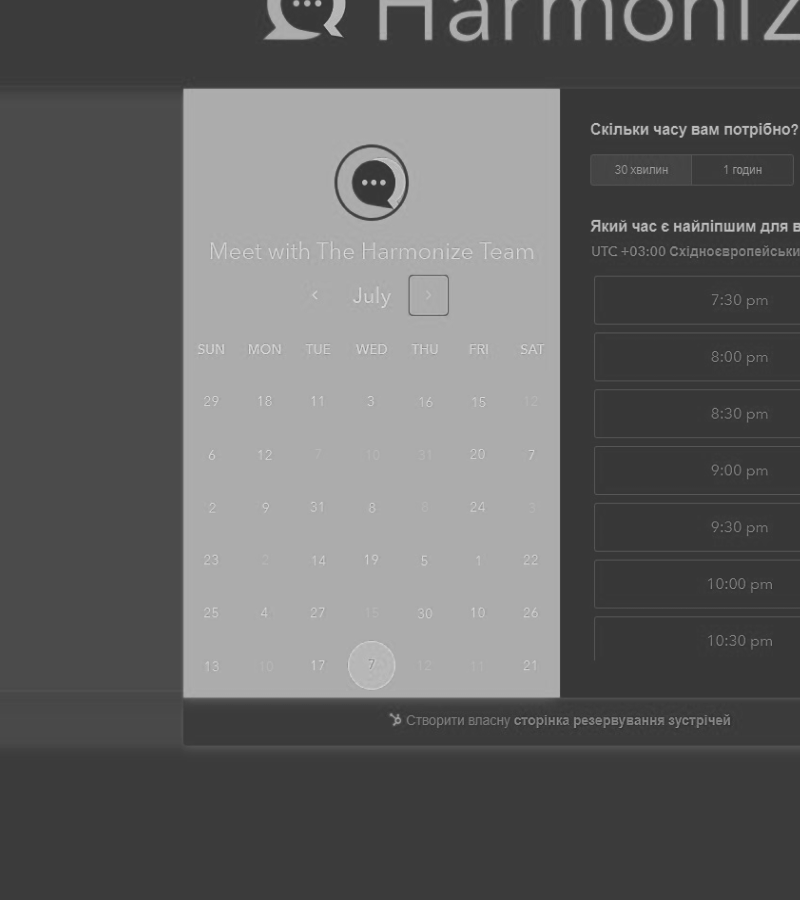 Harmoniz
Meet with The Harmonize Team
July
SUN MON TUE WED THU FRI SAT
29 18 11 3 16 15 12
6 12 7 10 31 20 7
2 9 31 8 8 24 3
23 2 14 19 5 1 22
25 4 27 15 30 10 26
13 10 17 7 12 11 21
Скільки часу вам потрібно?
30 хвилин 1 годин
Який час є найліпшим для в
UTC +03:00 Східноєвропейськи
7:30 pm
8:00 pm
8:30 pm
9:00 pm
9:30 pm
10:00 pm
10:30 pm
Створити власну сторінка резервування зустрічей